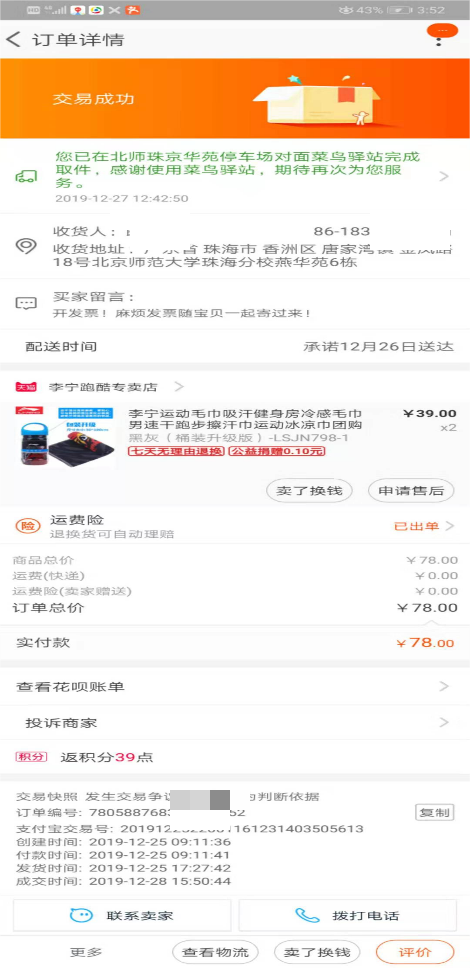 43% 3:52
订单详情
交易成功
您已在北师珠京华苑停车场对面菜鸟驿站完成
取件，感谢使用菜鸟驿站，期待再次为您服
务。
2019-12-27 12:42:50
收货人： 86-183
收货地址：广东省 珠海市 香洲区 唐家湾镇 金凤路
18号北京师范大学珠海分校燕华苑6栋
买家留言：
开发票！麻烦发票随宝贝一起寄过来！
配送时间 承诺12月26日送达
天猫 李宁跑酷专卖店
李宁运动毛巾吸汗健身房冷感毛巾 ￥39.00
男速干跑步擦汗巾运动冰凉巾团购 x2
黑灰（桶装升级版）-LSJN798-1
七天无理由退换 公益捐赠0.10元
包装升级
卖了换钱 申请售后
险 运费险 已出单
退换货可自动理赔
商品总价 ￥78.00
运费(快递) ￥0.00
运费险(卖家赠送) ￥0.00
订单总价 ￥78.00
实付款 ￥78.00
查看花呗账单
投诉商家
积分 返积分39点
交易快照 发生交易争 判断依据
订单编号: 780588768 52 复制
支付宝交易号: 201912 161231403505613
创建时间: 2019-12-25 09:11:36
付款时间: 2019-12-25 09:11:41
发货时间: 2019-12-25 17:27:42
成交时间: 2019-12-28 15:50:44
联系卖家 拨打电话
更多 查看物流 卖了换钱 评价